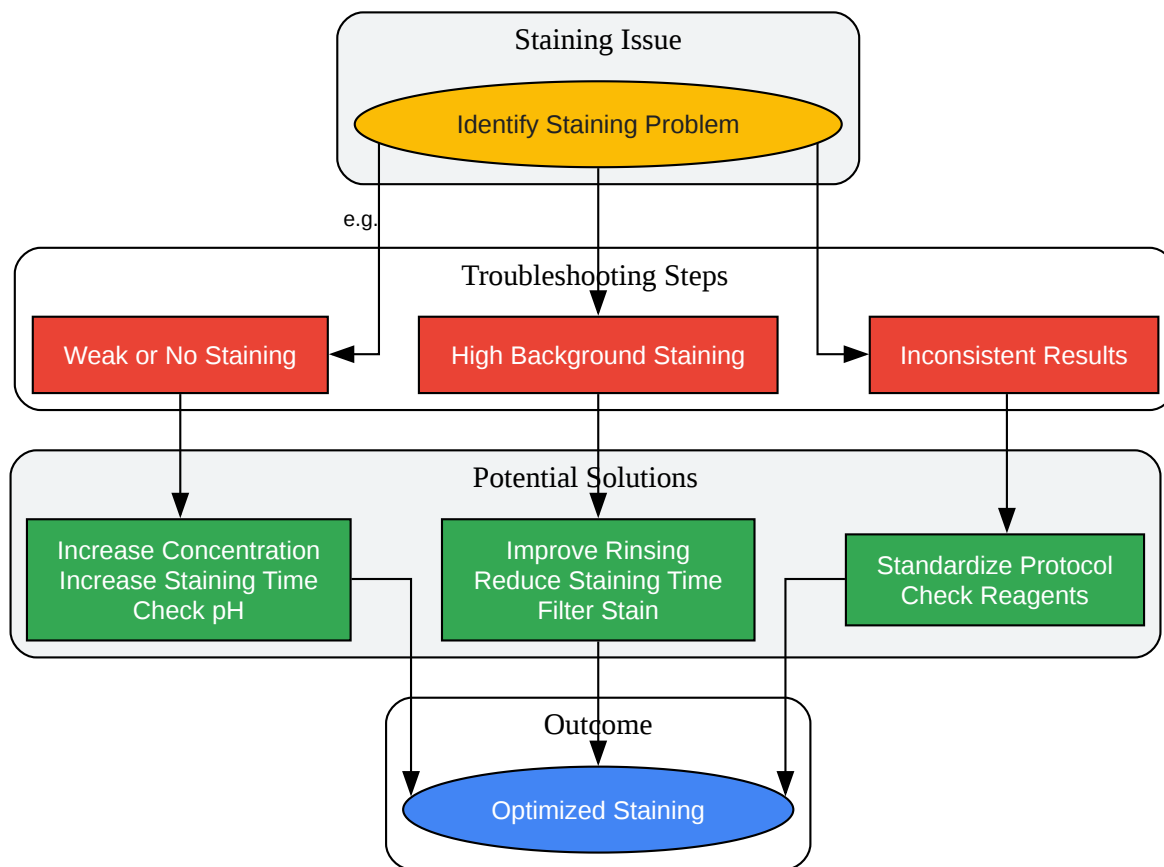 Staining Issue
Identify Staining Problem
e.g.
Troubleshooting Steps
Weak or No Staining
High Background Staining
Inconsistent Results
Potential Solutions
Increase Concentration
Increase Staining Time
Check pH
Improve Rinsing
Reduce Staining Time
Filter Stain
Standardize Protocol
Check Reagents
Outcome
Optimized Staining